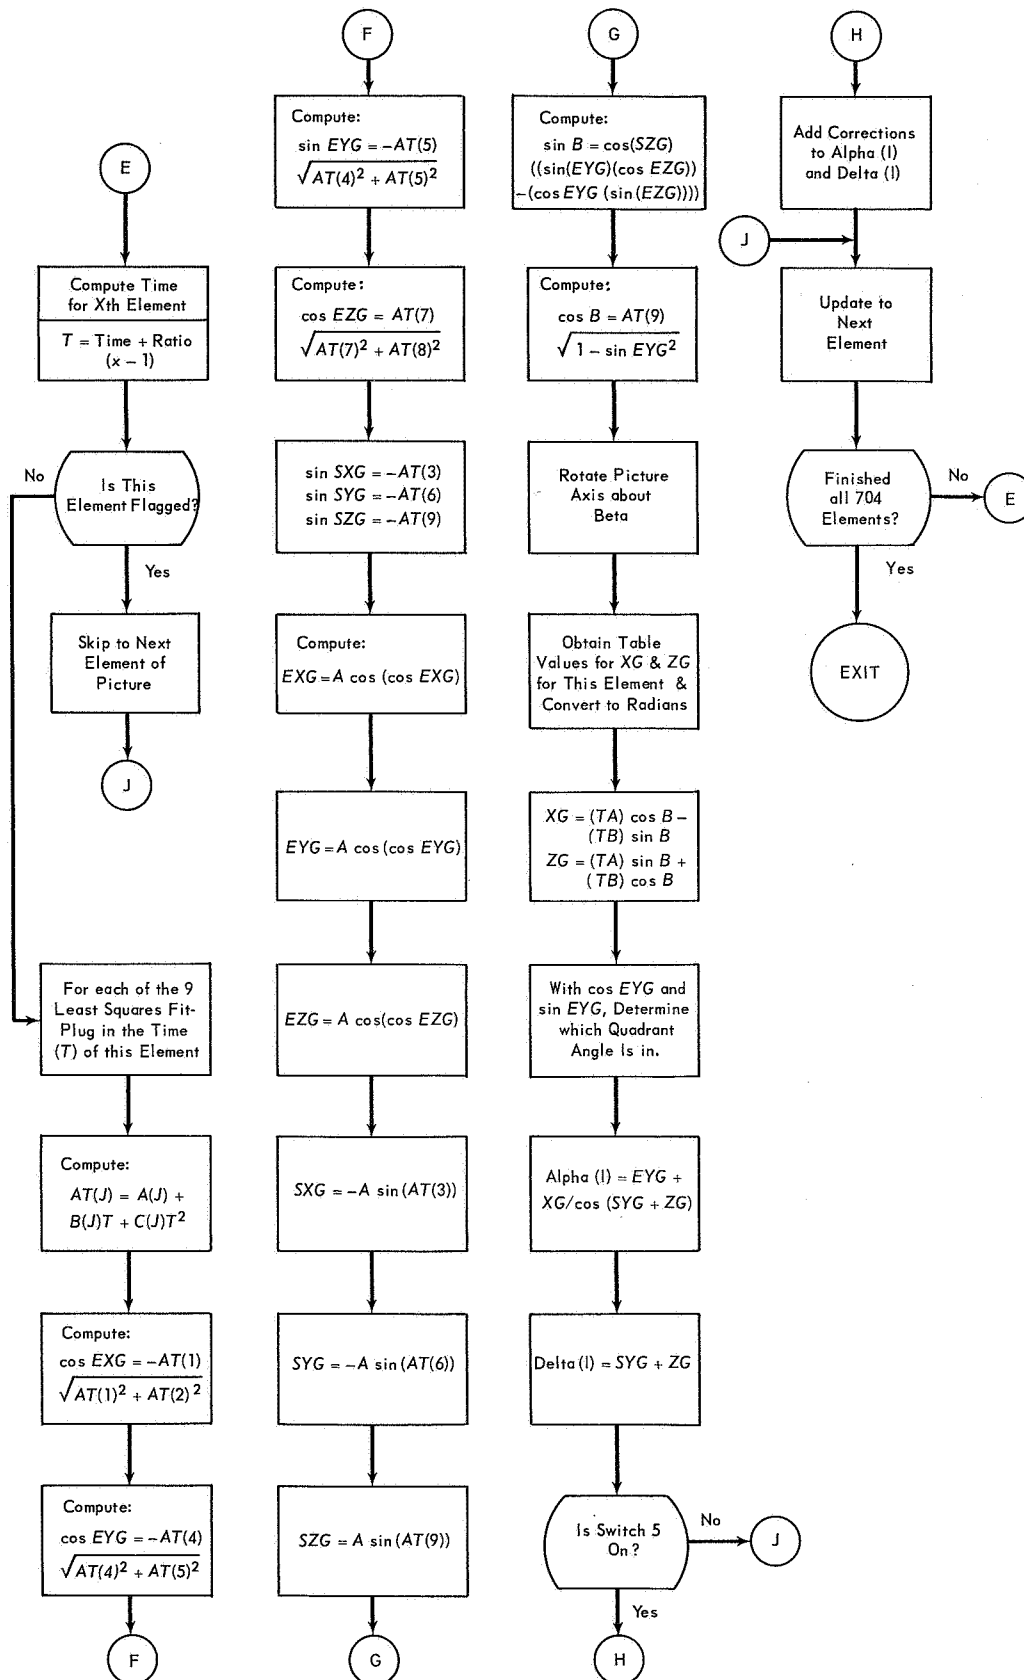 E
Compute Time
for Xth Element
T = Time + Ratio
(x – 1)
No
Is This
Element Flagged?
Yes
Skip to Next
Element of
Picture
J
For each of the 9
Least Squares Fit-
Plug in the Time
(T) of this Element
Compute:
AT(J) = A(J) +
B(J)T + C(J)T²
Compute:
cos EXG = –AT(1)
√AT(1)² + AT(2)²
Compute:
cos EYG = –AT(4)
√AT(4)² + AT(5)²
F
F
Compute:
sin EYG = –AT(5)
√AT(4)² + AT(5)²
Compute:
cos EZG = AT(7)
√AT(7)² + AT(8)²
sin SXG = –AT(3)
sin SYG = –AT(6)
sin SZG = –AT(9)
Compute:
EXG = A cos (cos EXG)
EYG = A cos (cos EYG)
EZG = A cos(cos EZG)
SXG = –A sin (AT(3))
SYG = –A sin (AT(6))
SZG = A sin (AT(9))
G
G
Compute:
sin B = cos(SZG)
((sin(EYG)(cos EZG))
–(cos EYG (sin (EZG))))
Compute:
cos B = AT(9)
√1 – sin EYG²
Rotate Picture
Axis about
Beta
Obtain Table
Values for XG & ZG
for This Element &
Convert to Radians
XG = (TA) cos B –
(TB) sin B
ZG = (TA) sin B +
(TB) cos B
With cos EYG and
sin EYG, Determine
which Quadrant
Angle Is in.
Alpha (I) = EYG +
XG/cos (SYG + ZG)
Delta (I) = SYG + ZG
Is Switch 5
On?
No
J
Yes
H
H
Add Corrections
to Alpha (I)
and Delta (I)
J
Update to
Next
Element
Finished
all 704
Elements?
No
E
Yes
EXIT